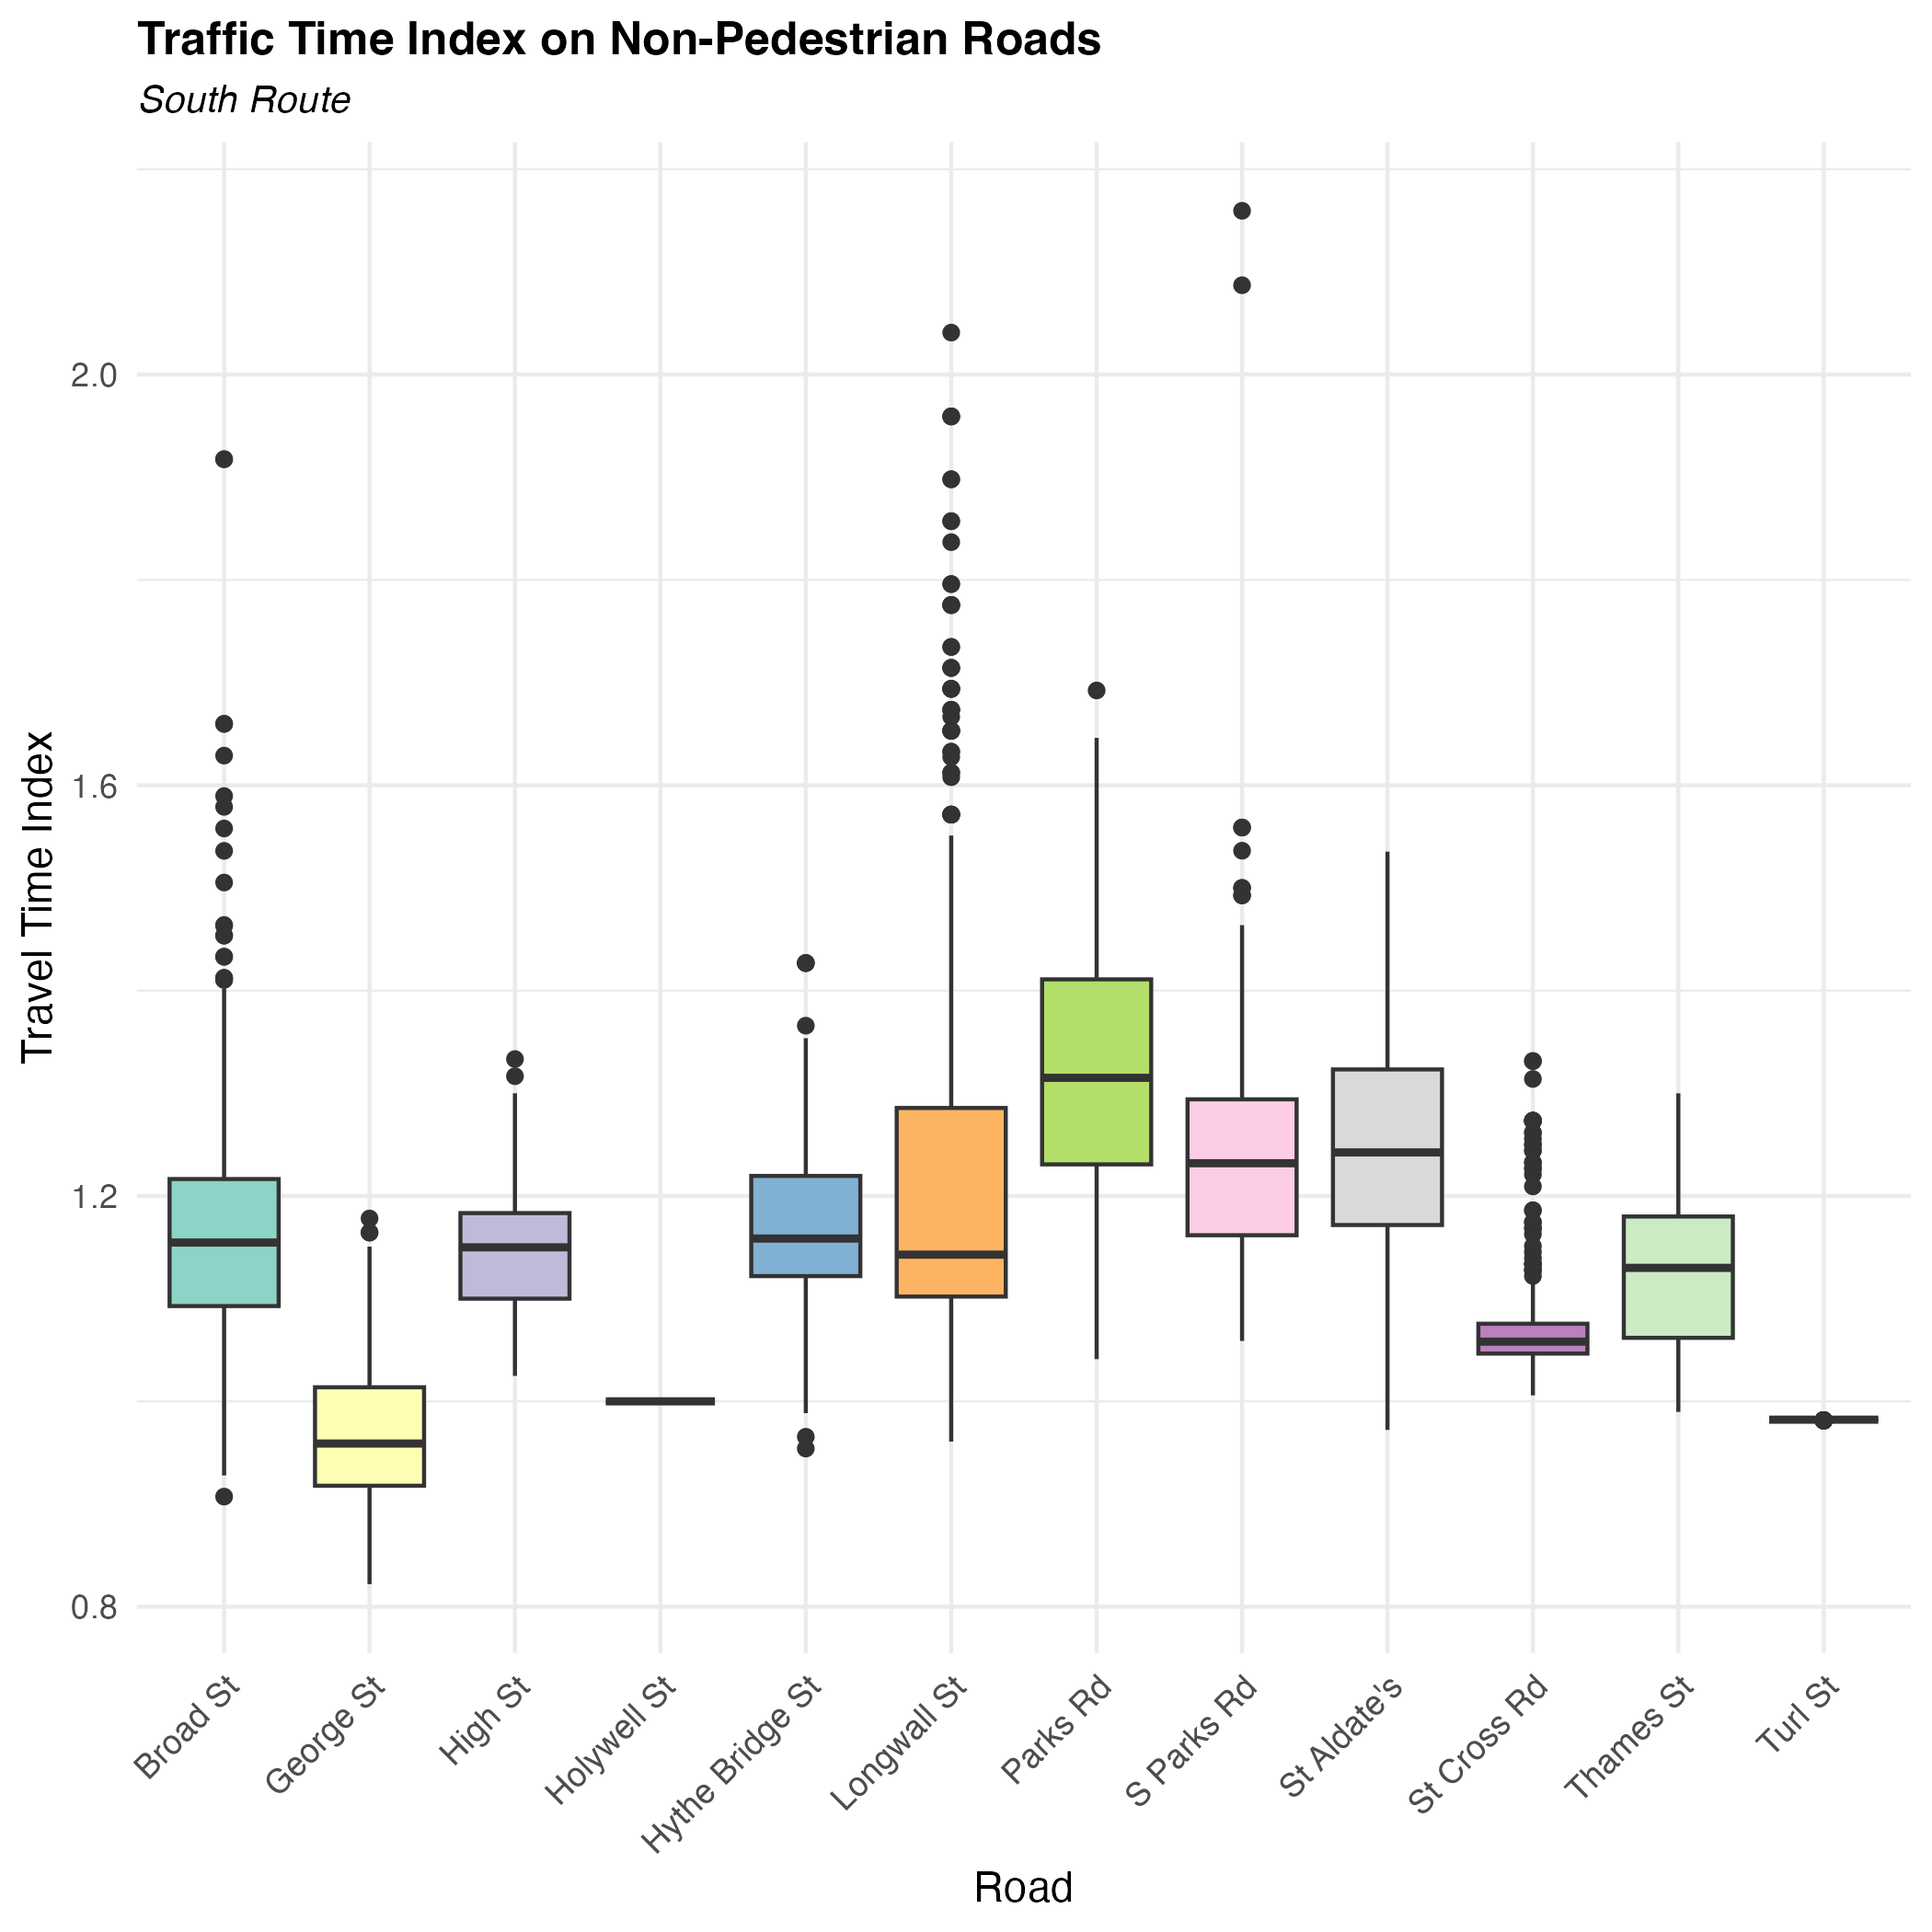 Traffic Time Index on Non-Pedestrian Roads
South Route
Travel Time Index
2.0
1.6
1.2
0.8
Broad St
George St
High St
Holywell St
Hythe Bridge St
Longwall St
Parks Rd
S Parks Rd
St Aldate's
St Cross Rd
Thames St
Turl St
Road